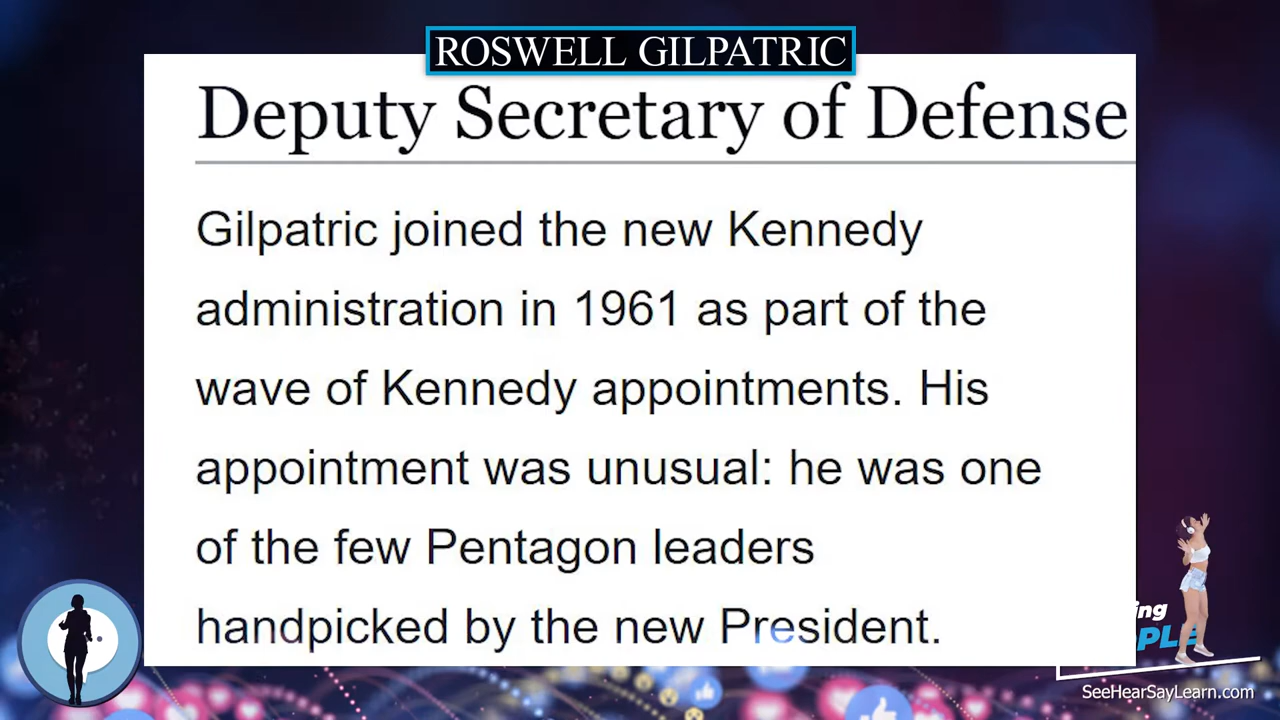 ROSWELL GILPATRIC
Deputy Secretary of Defense
Gilpatric joined the new Kennedy
administration in 1961 as part of the
wave of Kennedy appointments. His
appointment was unusual: he was one
of the few Pentagon leaders
handpicked by the new President.
SeeHearSayLearn.com